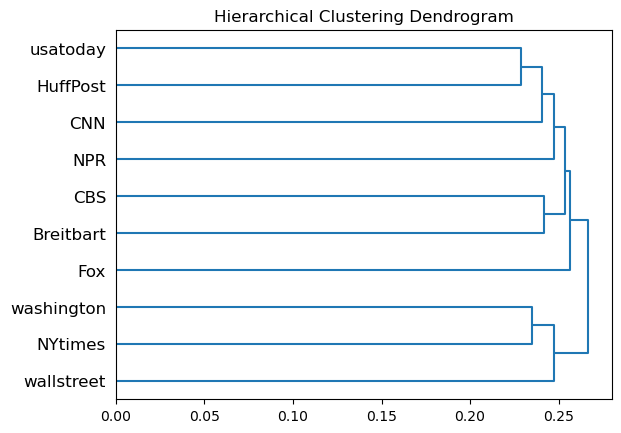 Hierarchical Clustering Dendrogram
usatoday
HuffPost
CNN
NPR
CBS
Breitbart
Fox
washington
NYtimes
wallstreet
0.00 0.05 0.10 0.15 0.20 0.25